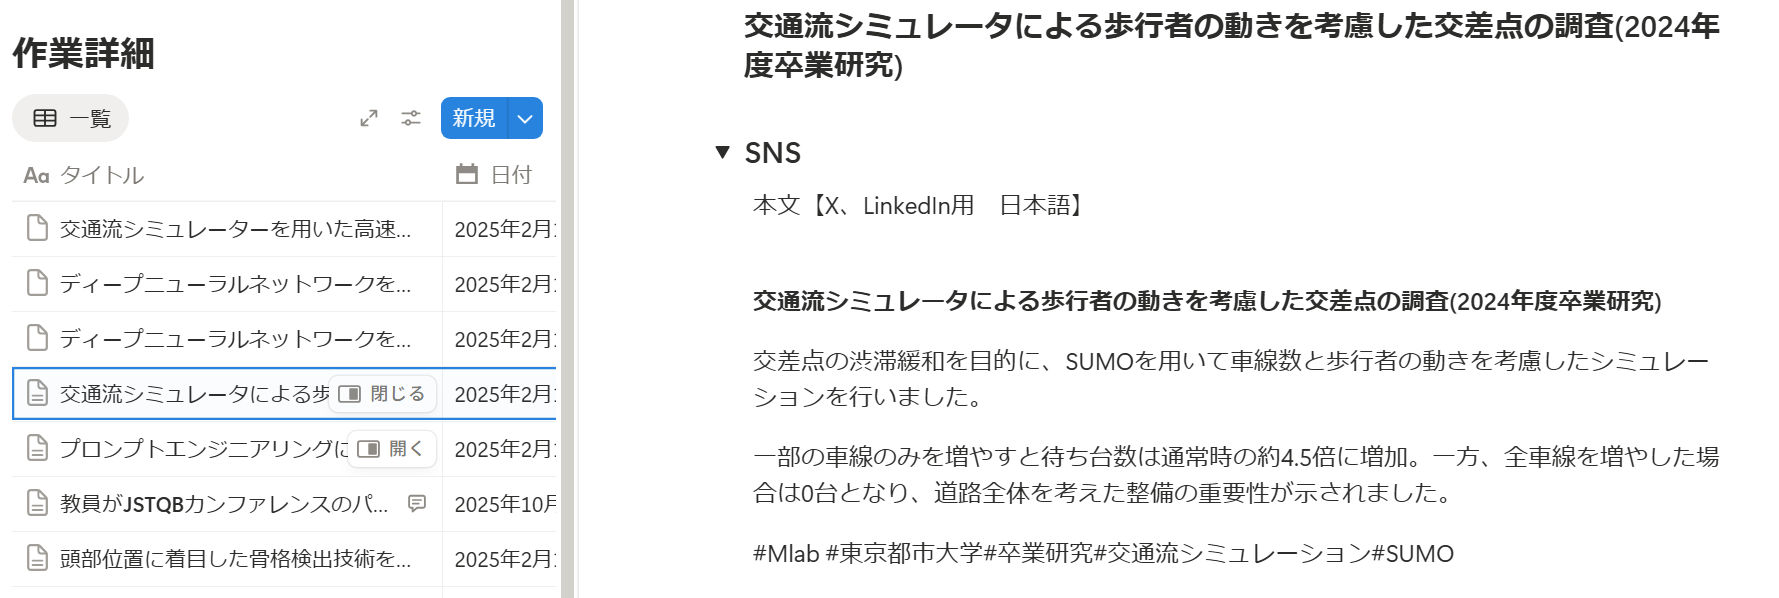 作業詳細
一覧
新規
Aa タイトル
日付
交通流シミュレーターを用いた高速...
2025年2月
ディープニューラルネットワークを...
2025年2月
ディープニューラルネットワークを...
2025年2月
交通流シミュレータによる歩
閉じる
2025年2月
プロンプトエンジニアリングに
開く
2025年2月
教員がJSTQBカンファレンスのパ...
2025年10月
頭部位置に着目した骨格検出技術を...
2025年2月
交通流シミュレータによる歩行者の動きを考慮した交差点の調査(2024年
度卒業研究)
SNS
本文【X、LinkedIn用　日本語】
交通流シミュレータによる歩行者の動きを考慮した交差点の調査(2024年度卒業研究)
交差点の渋滞緩和を目的に、SUMOを用いて車線数と歩行者の動きを考慮したシミュレー
ションを行いました。
一部の車線のみを増やすと待ち台数は通常時の約4.5倍に増加。一方、全車線を増やした場
合は0台となり、道路全体を考えた整備の重要性が示されました。
#Mlab #東京都市大学#卒業研究#交通流シミュレーション#SUMO